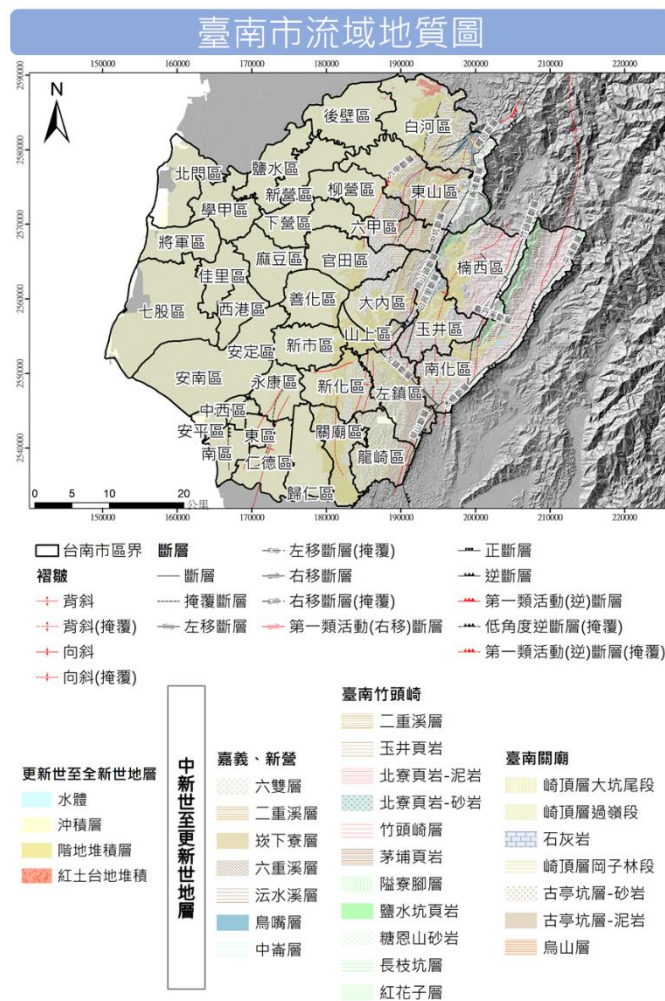 臺南市流域地質圖
150000 160000 170000 180000 190000 200000 210000 220000
2590000
2580000
2570000
2560000
2550000
2540000
N
後壁區
白河區
北門區
鹽水區
新營區
柳營區
東山區
學甲區
下營區
六甲區
將軍區
麻豆區
官田區
楠西區
佳里區
七股區
西港區
善化區
大內區
玉井區
山上區
安定區
新市區
安南區
永康區
新化區
左鎮區
南化區
中西區
安平區
東區
南區
仁德區
關廟區
龍崎區
歸仁區
六甲斷層
0 5 10 20
公里
150000 160000 170000 180000 190000 200000 210000 220000
台南市區界
褶皺
背斜
背斜(掩覆)
向斜
向斜(掩覆)
斷層
斷層
掩覆斷層
左移斷層
左移斷層(掩覆)
右移斷層
右移斷層(掩覆)
第一類活動(右移)斷層
正斷層
逆斷層
第一類活動(逆)斷層
低角度逆斷層(掩覆)
第一類活動(逆)斷層(掩覆)
更新世至全新世地層
水體
沖積層
階地堆積層
紅土台地堆積
中新世至更新世地層
嘉義、新營
六雙層
二重溪層
崁下寮層
六重溪層
沄水溪層
鳥嘴層
中崙層
臺南竹頭崎
二重溪層
玉井頁岩
北寮頁岩-泥岩
北寮頁岩-砂岩
竹頭崎層
茅埔頁岩
隘寮腳層
鹽水坑頁岩
糖恩山砂岩
長枝坑層
紅花子層
臺南關廟
崎頂層大坑尾段
崎頂層過嶺段
石灰岩
崎頂層岡子林段
古亭坑層-砂岩
古亭坑層-泥岩
烏山層